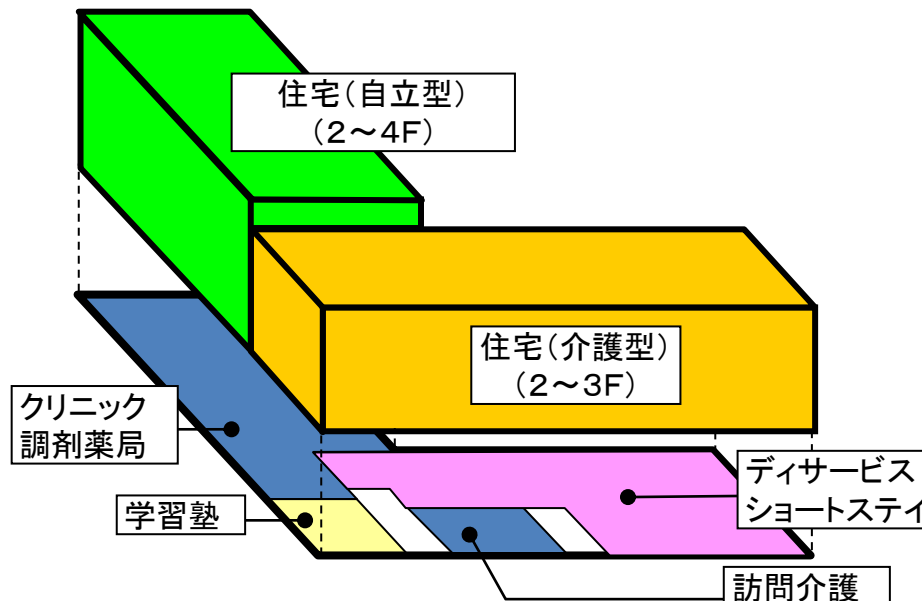 住宅（自立型）
（２～４F）
住宅（介護型）
（２～３F）
クリニック
調剤薬局
学習塾
ディサービス
ショートステイ
訪問介護